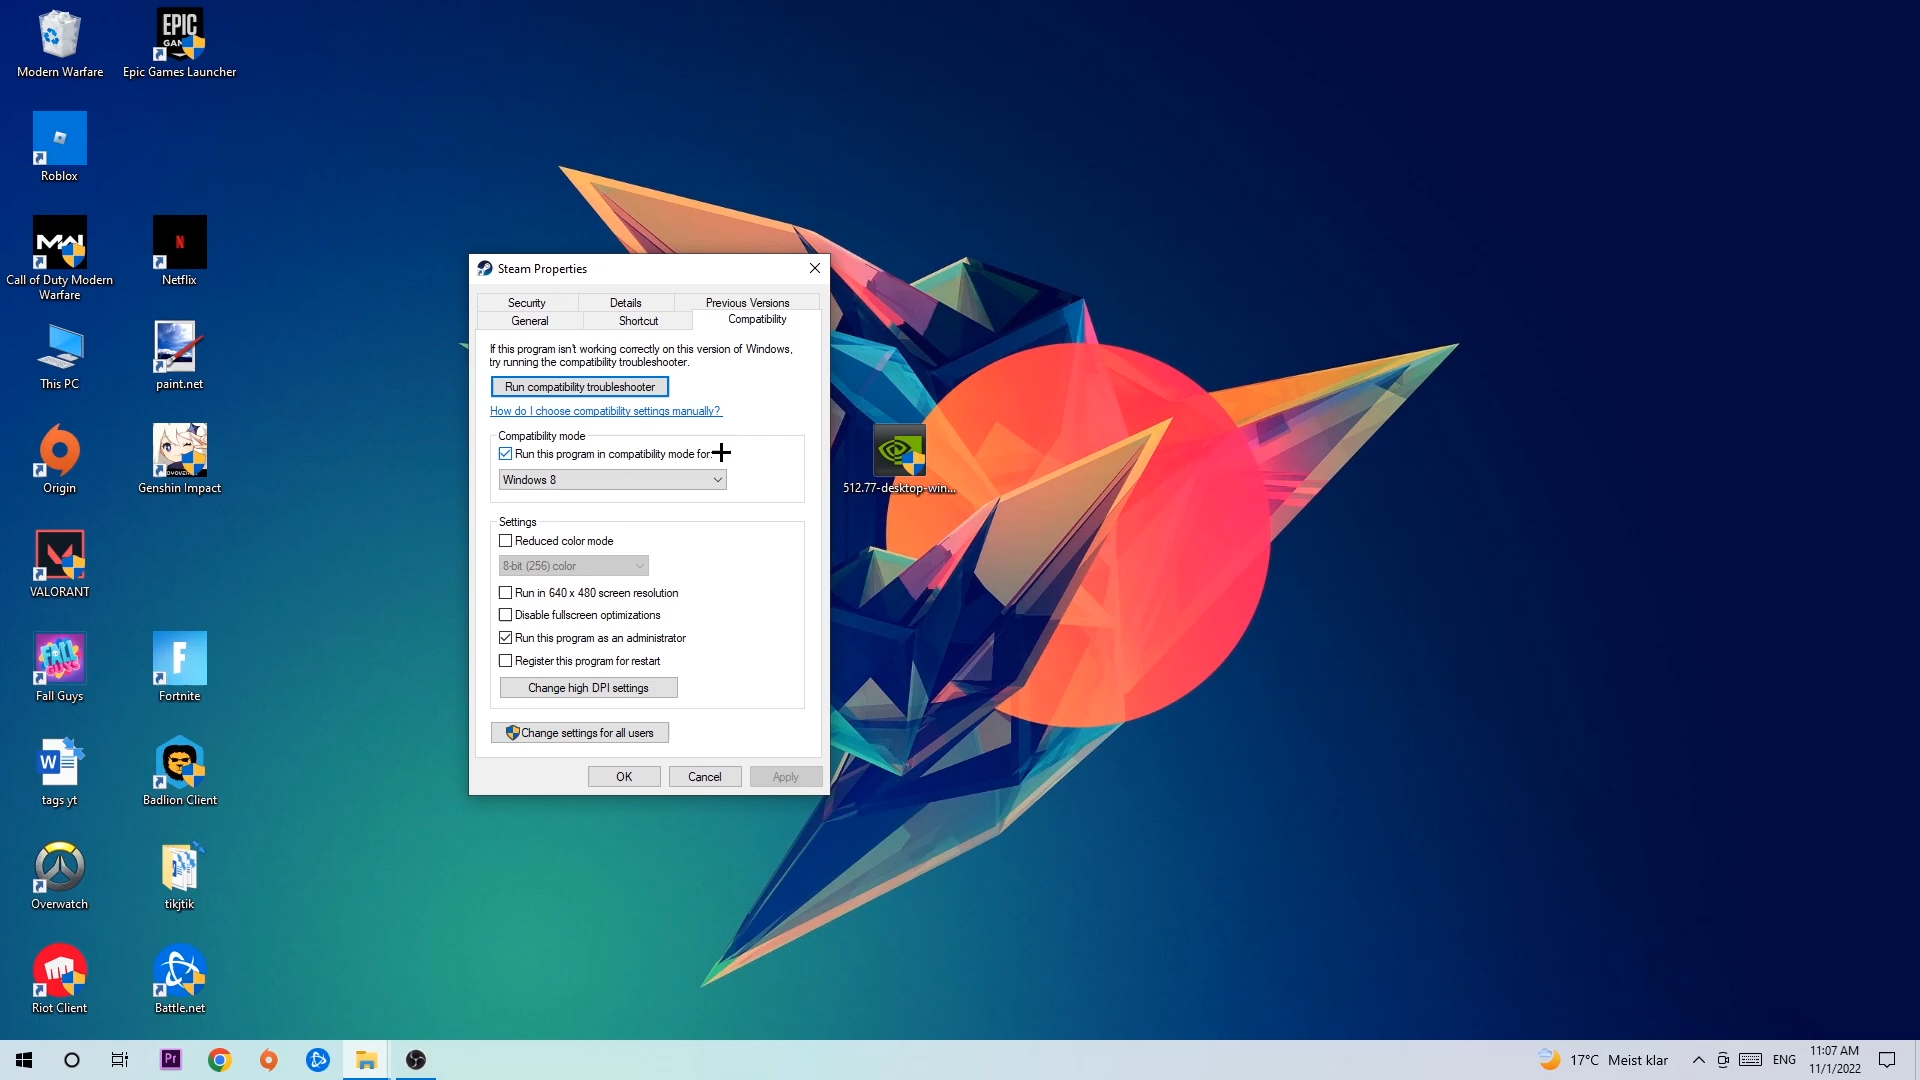 Modern Warfare
EPIC
GAM
Epic Games Launcher
Roblox
MW
Call of Duty Modern
Warfare
N
Netflix
This PC
paint.net
Origin
Genshin Impact
VALORANT
Fall Guys
F
Fortnite
W
tags yt
Badlion Client
Overwatch
tikjtik
Riot Client
Battle.net
Steam Properties
Security
Details
Previous Versions
General
Shortcut
Compatibility
If this program isn't working correctly on this version of Windows,
try running the compatibility troubleshooter.
Run compatibility troubleshooter
How do I choose compatibility settings manually?
Compatibility mode
Run this program in compatibility mode for:
Windows 8
Settings
Reduced color mode
8-bit (256) color
Run in 640 x 480 screen resolution
Disable fullscreen optimizations
Run this program as an administrator
Register this program for restart
Change high DPI settings
Change settings for all users
OK
Cancel
Apply
512.77-desktop-win...
Pr
17°C Meist klar
ENG
11:07 AM
11/1/2022